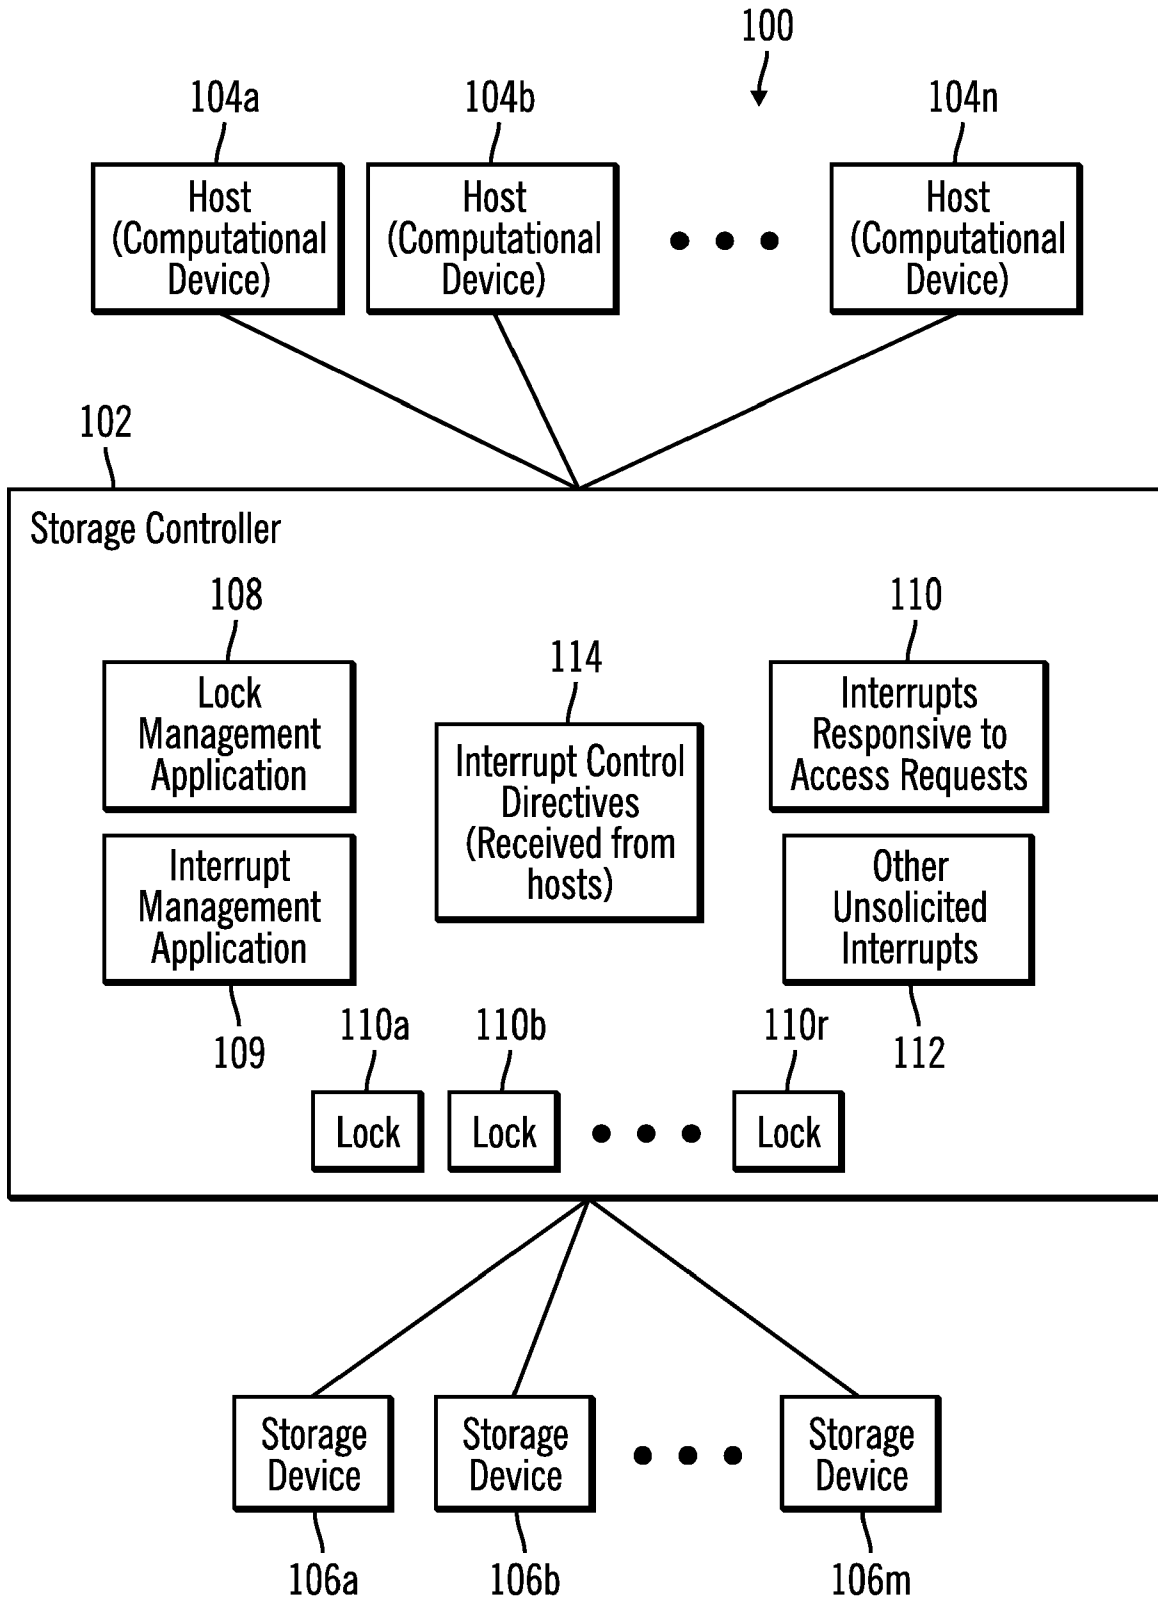 100
104a
104b
104n
Host
(Computational
Device)
Host
(Computational
Device)
Host
(Computational
Device)
102
Storage Controller
108
Lock
Management
Application
114
Interrupt Control
Directives
(Received from
hosts)
110
Interrupts
Responsive to
Access Requests
Interrupt
Management
Application
109
Other
Unsolicited
Interrupts
112
110a
110b
110r
Lock
Lock
Lock
Storage
Device
Storage
Device
Storage
Device
106a
106b
106m